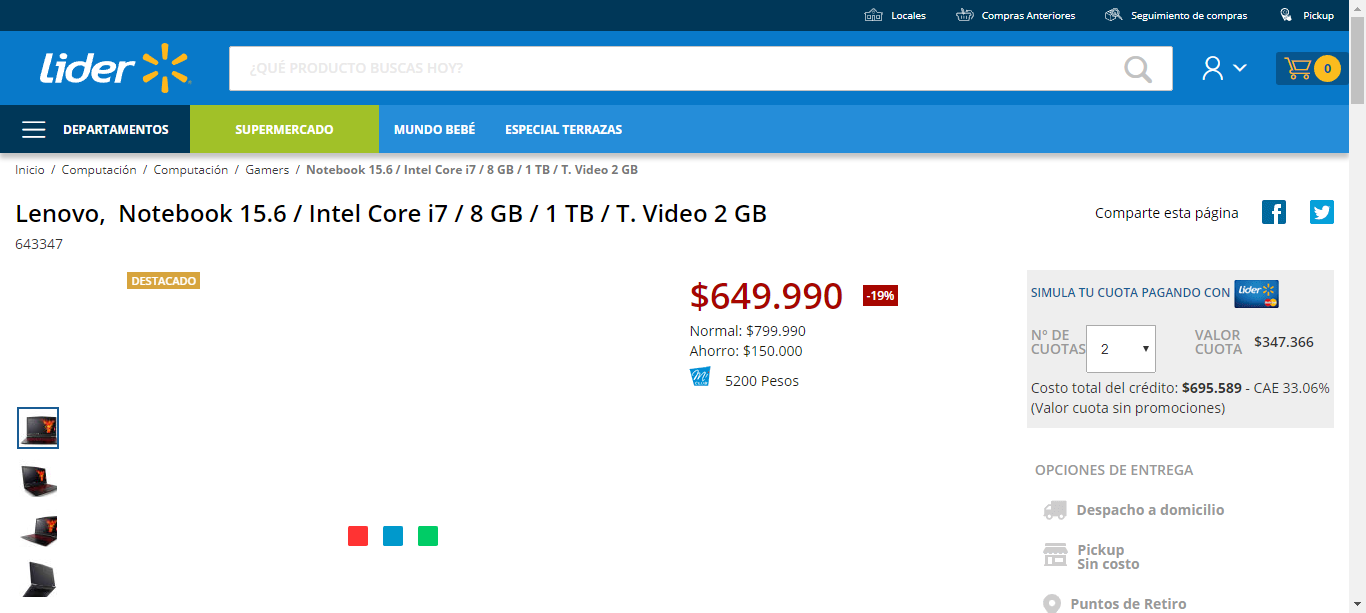 Locales
Compras Anteriores
Seguimiento de compras
Pickup
Lider
¿QUÉ PRODUCTO BUSCAS HOY?
0
DEPARTAMENTOS
SUPERMERCADO
MUNDO BEBÉ
ESPECIAL TERRAZAS
Inicio / Computación / Computación / Gamers / Notebook 15.6 / Intel Core i7 / 8 GB / 1 TB / T. Video 2 GB
Lenovo, Notebook 15.6 / Intel Core i7 / 8 GB / 1 TB / T. Video 2 GB
643347
Comparte esta página
DESTACADO
$649.990
-19%
Normal: $799.990
Ahorro: $150.000
Mi CLUB
5200 Pesos
SIMULA TU CUOTA PAGANDO CON
Lider
N° DE
CUOTAS
2
VALOR
CUOTA
$347.366
Costo total del crédito: $695.589 - CAE 33.06%
(Valor cuota sin promociones)
OPCIONES DE ENTREGA
Despacho a domicilio
Pickup
Sin costo
Puntos de Retiro